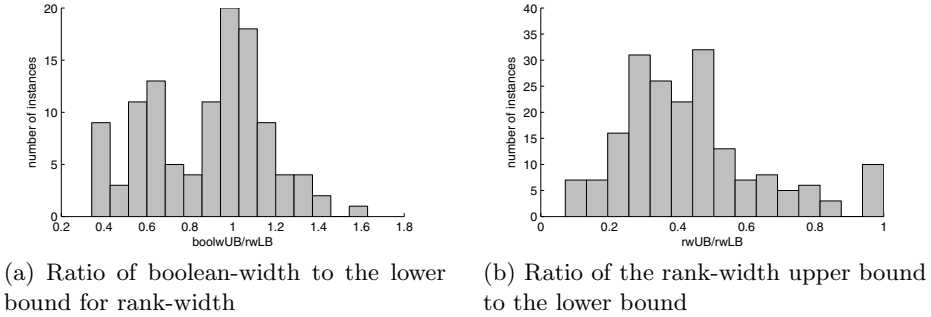 20
15
10
5
0
number of instances
0.2 0.4 0.6 0.8 1 1.2 1.4 1.6 1.8
boolwUB/rwLB
(a) Ratio of boolean-width to the lower
bound for rank-width
40
35
30
25
20
15
10
5
0
number of instances
0 0.2 0.4 0.6 0.8 1
rwUB/rwLB
(b) Ratio of the rank-width upper bound
to the lower bound